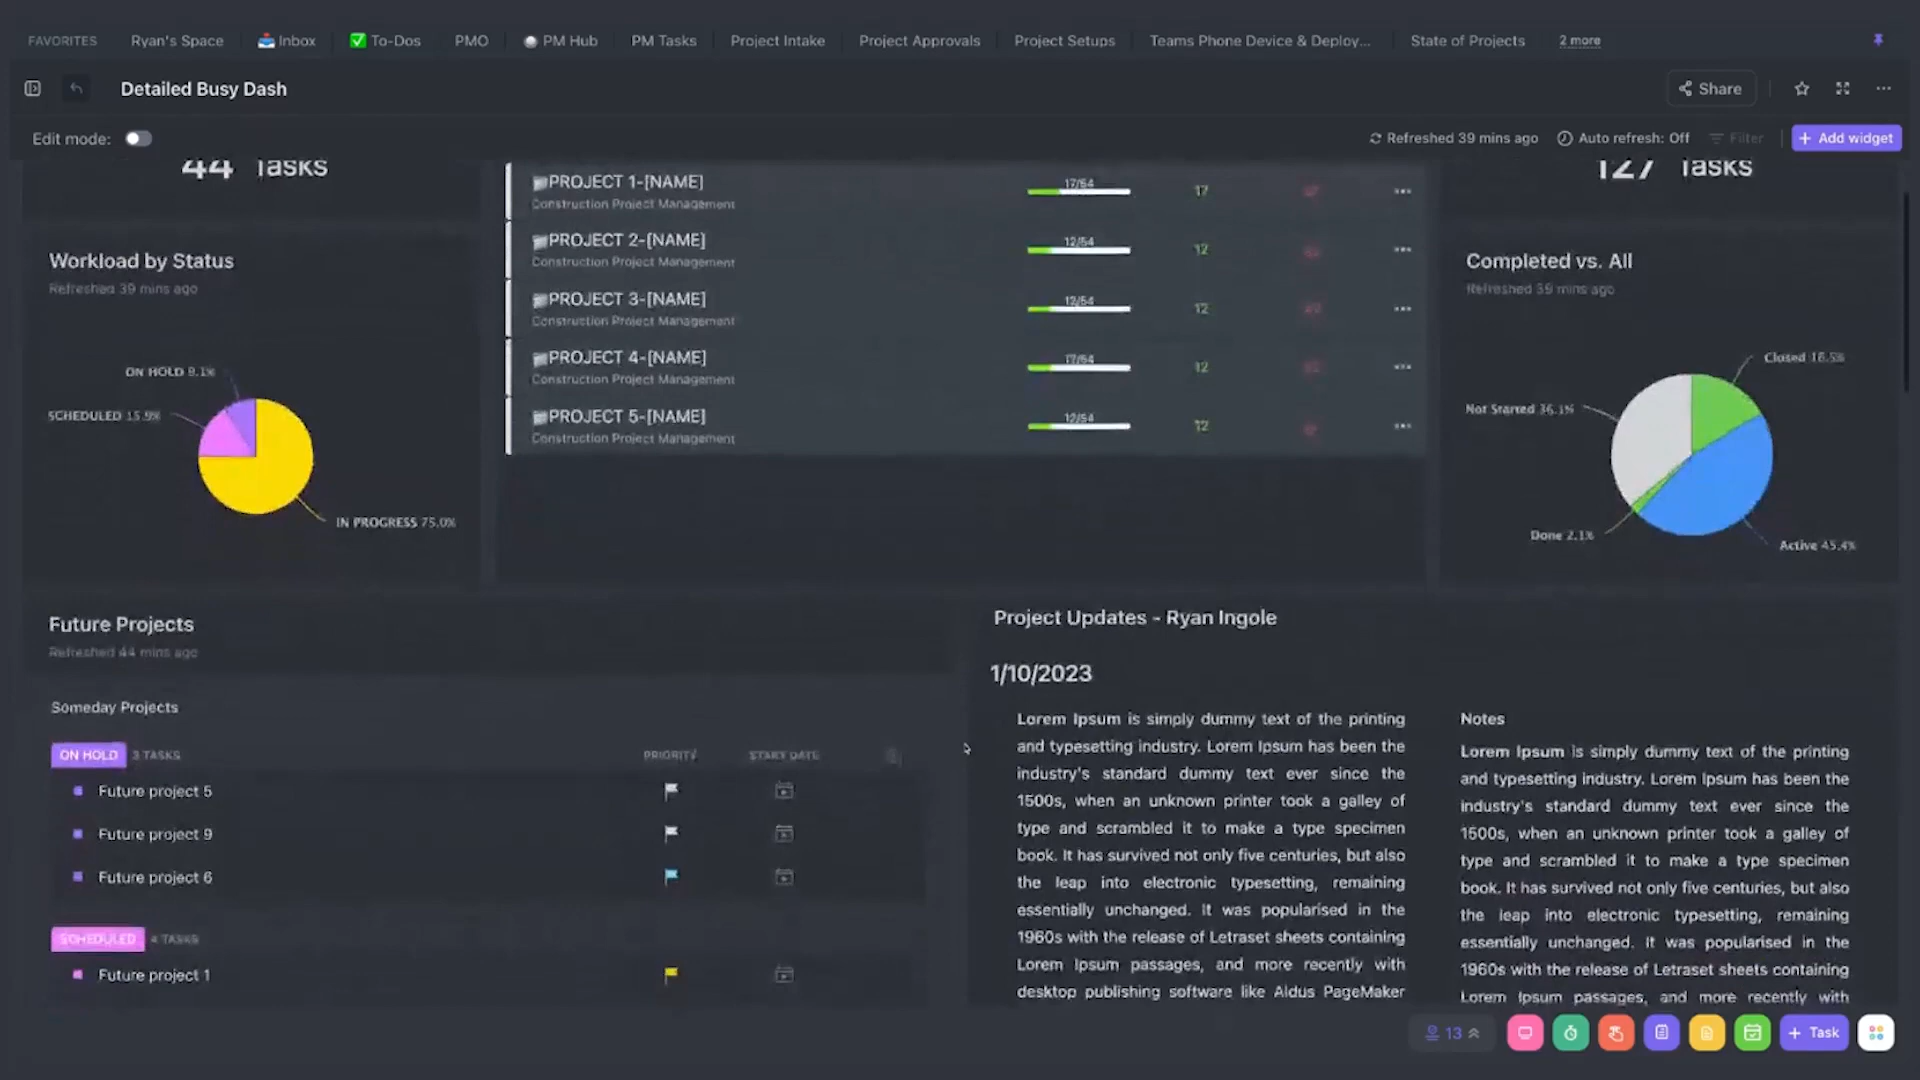 FAVORITES Ryan's Space Inbox To-Dos PMO PM Hub PM Tasks Project Intake Project Approvals Project Setups Teams Phone Device & Deploy... State of Projects 2 more
Detailed Busy Dash
Share
Edit mode:
Refreshed 39 mins ago Auto refresh: Off Filter + Add widget
44 Tasks
Workload by Status
Refreshed 39 mins ago
ON HOLD 9.1%
SCHEDULED 15.9%
IN PROGRESS 75.0%
PROJECT 1-[NAME] 17/54 17
Construction Project Management
PROJECT 2-[NAME] 12/54 12
Construction Project Management
PROJECT 3-[NAME] 12/54 12
Construction Project Management
PROJECT 4-[NAME] 12
Construction Project Management
PROJECT 5-[NAME] 12/54 12
Construction Project Management
127 Tasks
Completed vs. All
Refreshed 39 mins ago
Closed 16.5%
Not Started 36.1%
Done 2.1%
Active 45.4%
Future Projects
Refreshed 44 mins ago
Someday Projects
ON HOLD 3 TASKS PRIORITY START DATE
Future project 5
Future project 9
Future project 6
SCHEDULED 4 TASKS
Future project 1
Project Updates - Ryan Ingole
1/10/2023
Lorem Ipsum is simply dummy text of the printing
and typesetting industry. Lorem Ipsum has been the
industry's standard dummy text ever since the
1500s, when an unknown printer took a galley of
type and scrambled it to make a type specimen
book. It has survived not only five centuries, but also
the leap into electronic typesetting, remaining
essentially unchanged. It was popularised in the
1960s with the release of Letraset sheets containing
Lorem Ipsum passages, and more recently with
desktop publishing software like Aldus PageMaker
Notes
Lorem Ipsum is simply dummy text of the printing
and typesetting industry. Lorem Ipsum has been the
industry's standard dummy text ever since the
1500s, when an unknown printer took a galley of
type and scrambled it to make a type specimen
book. It has survived not only five centuries, but also
the leap into electronic typesetting, remaining
essentially unchanged. It was popularised in the
1960s with the release of Letraset sheets containing
Lorem Ipsum passages, and more recently with
13
+ Task